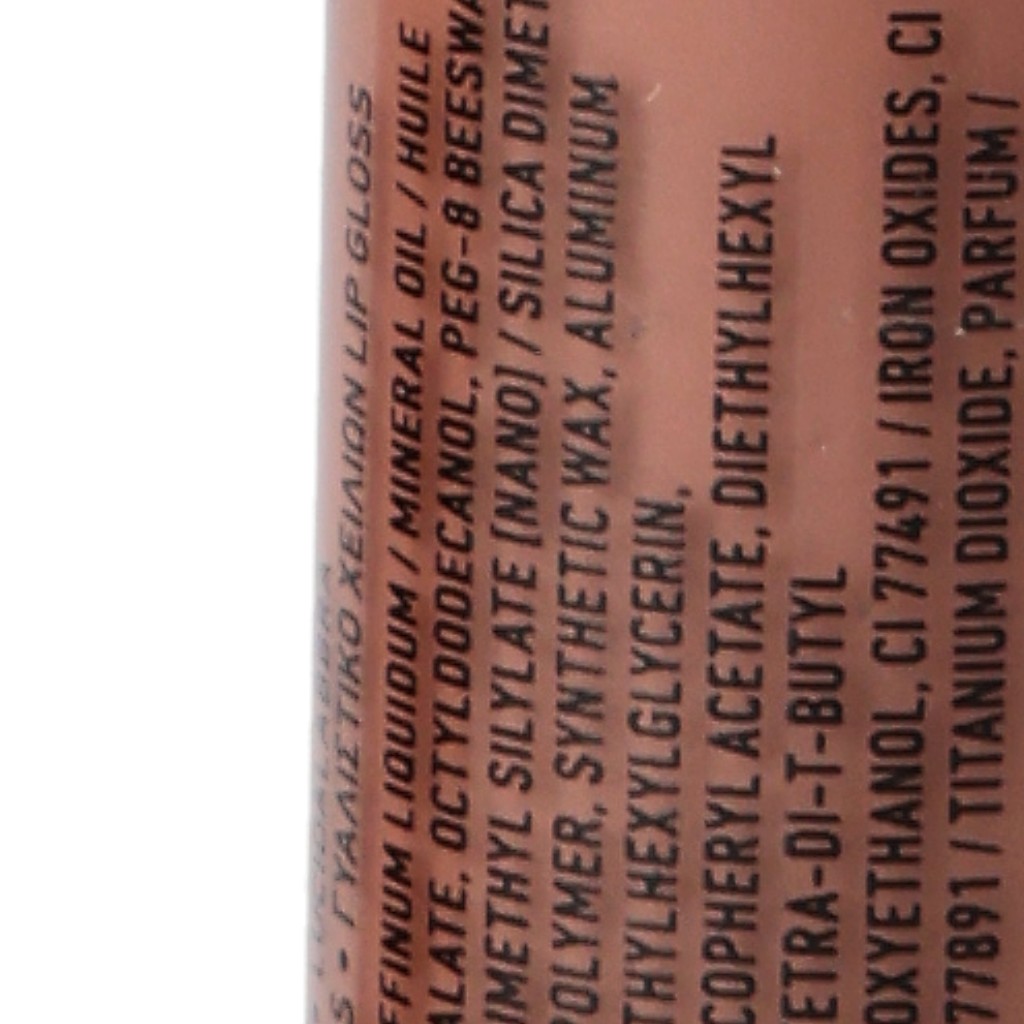 S • ΓΥΑΛΙΣΤΙΚΟ ΧΕΙΛΙΩΝ LIP GLOSS
FFINUM LIQUIDUM / MINERAL OIL / HUILE
ALATE, OCTYLDODECANOL, PEG-8 BEESWA
IMETHYL SILYLATE [NANO] / SILICA DIMET
POLYMER, SYNTHETIC WAX, ALUMINUM
THYLHEXYLGLYCERIN,
COPHERYL ACETATE, DIETHYLHEXYL
ETRA-DI-T-BUTYL
OXYETHANOL, CI 77491 / IRON OXIDES, CI
77891 / TITANIUM DIOXIDE, PARFUM /